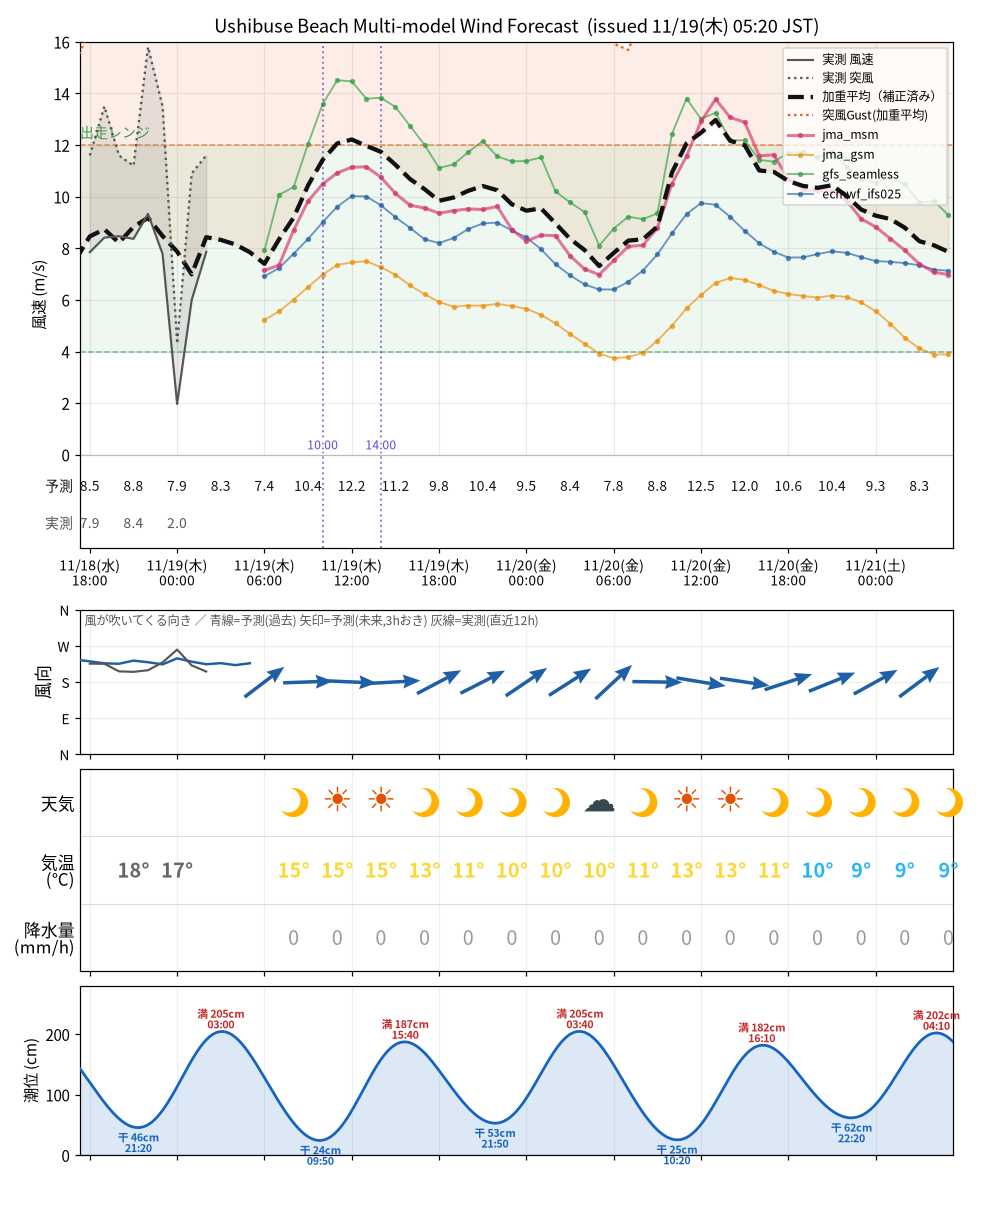 Ushibuse Beach Multi-model Wind Forecast  (issued 11/19(木) 05:20 JST)
風速 (m/s)
16
14
12
10
8
6
4
2
0
出走レンジ
実測 風速
実測 突風
加重平均（補正済み）
突風Gust(加重平均)
jma_msm
jma_gsm
gfs_seamless
ecmwf_ifs025
10:00 14:00
予測 8.5 8.8 7.9 8.3 7.4 10.4 12.2 11.2 9.8 10.4 9.5 8.4 7.8 8.8 12.5 12.0 10.6 10.4 9.3 8.3
実測 7.9 8.4 2.0
11/18(水) 11/19(木) 11/19(木) 11/19(木) 11/19(木) 11/20(金) 11/20(金) 11/20(金) 11/20(金) 11/21(土)
18:00 00:00 06:00 12:00 18:00 00:00 06:00 12:00 18:00 00:00
風向
N
W
S
E
N
風が吹いてくる向き ／ 青線=予測(過去) 矢印=予測(未来,3hおき) 灰線=実測(直近12h)
天気
気温
(°C)
18° 17° 15° 15° 15° 13° 11° 10° 10° 10° 11° 13° 13° 11° 10° 9° 9° 9°
降水量
(mm/h)
0 0 0 0 0 0 0 0 0 0 0 0 0 0 0 0
潮位 (cm)
200
100
0
満 205cm
03:00
満 187cm
15:40
満 205cm
03:40
満 182cm
16:10
満 202cm
04:10
干 46cm
21:20
干 24cm
09:50
干 53cm
21:50
干 25cm
10:20
干 62cm
22:20